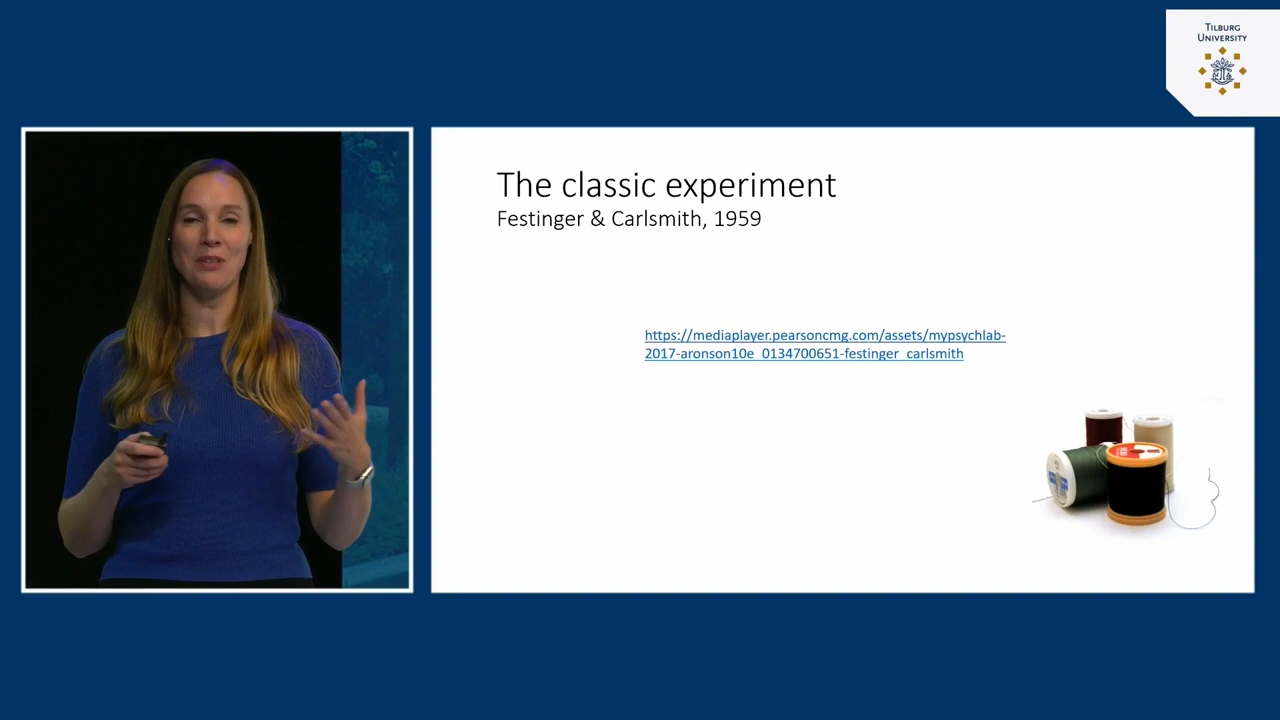 TILBURG
UNIVERSITY
The classic experiment
Festinger & Carlsmith, 1959
https://mediaplayer.pearsoncmg.com/assets/mypsychlab-
2017-aronson10e_0134700651-festinger_carlsmith